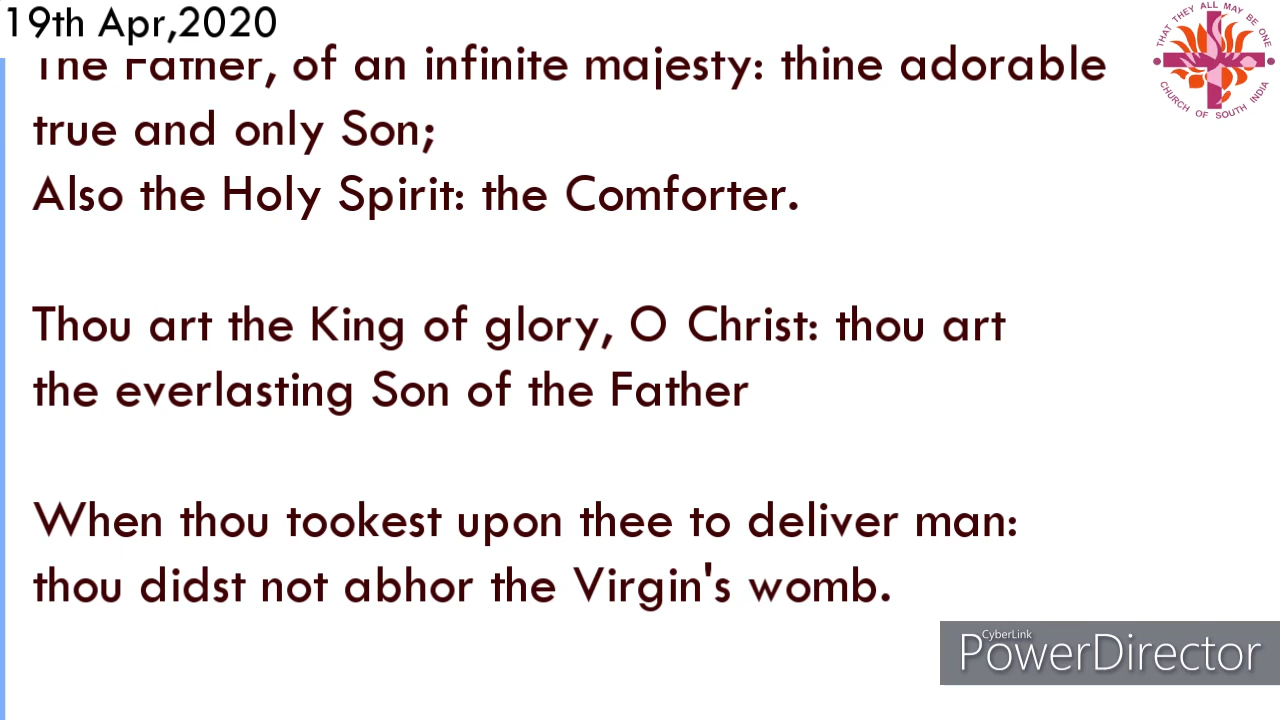 19th Apr,2020
THAT THEY ALL MAY BE ONE
CHURCH OF SOUTH INDIA
The Father, of an infinite majesty: thine adorable
true and only Son;
Also the Holy Spirit: the Comforter.
Thou art the King of glory, O Christ: thou art
the everlasting Son of the Father
When thou tookest upon thee to deliver man:
thou didst not abhor the Virgin's womb.
CyberLink
PowerDirector